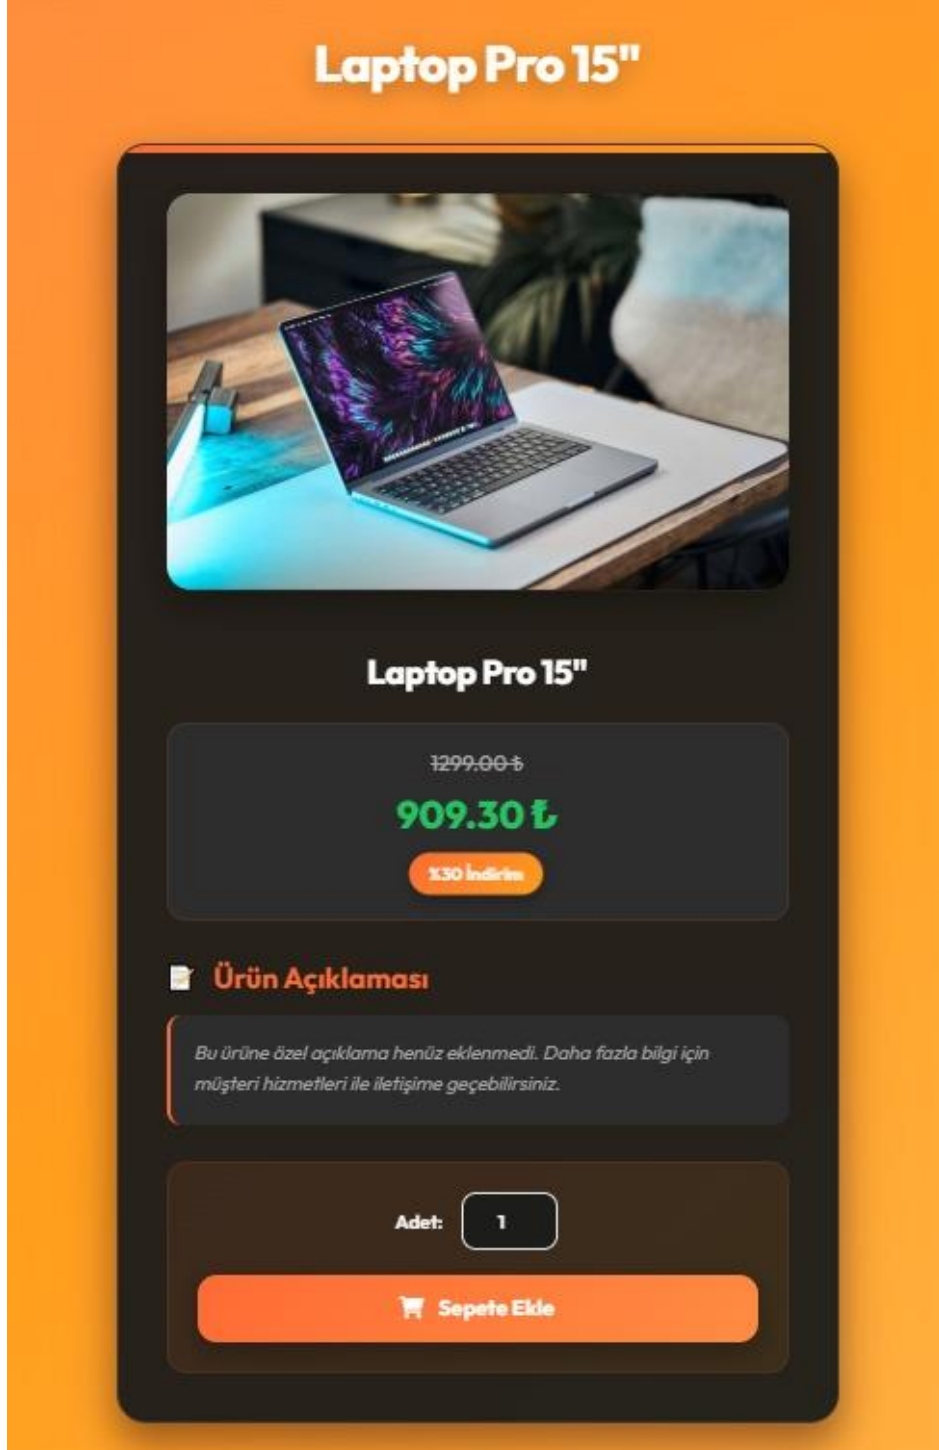 Laptop Pro 15"
Laptop Pro 15"
1299.00 ₺
909.30 ₺
%30 İndirim
Ürün Açıklaması
Bu ürüne özel açıklama henüz eklenmedi. Daha fazla bilgi için
müşteri hizmetleri ile iletişime geçebilirsiniz.
Adet: 1
Sepete Ekle